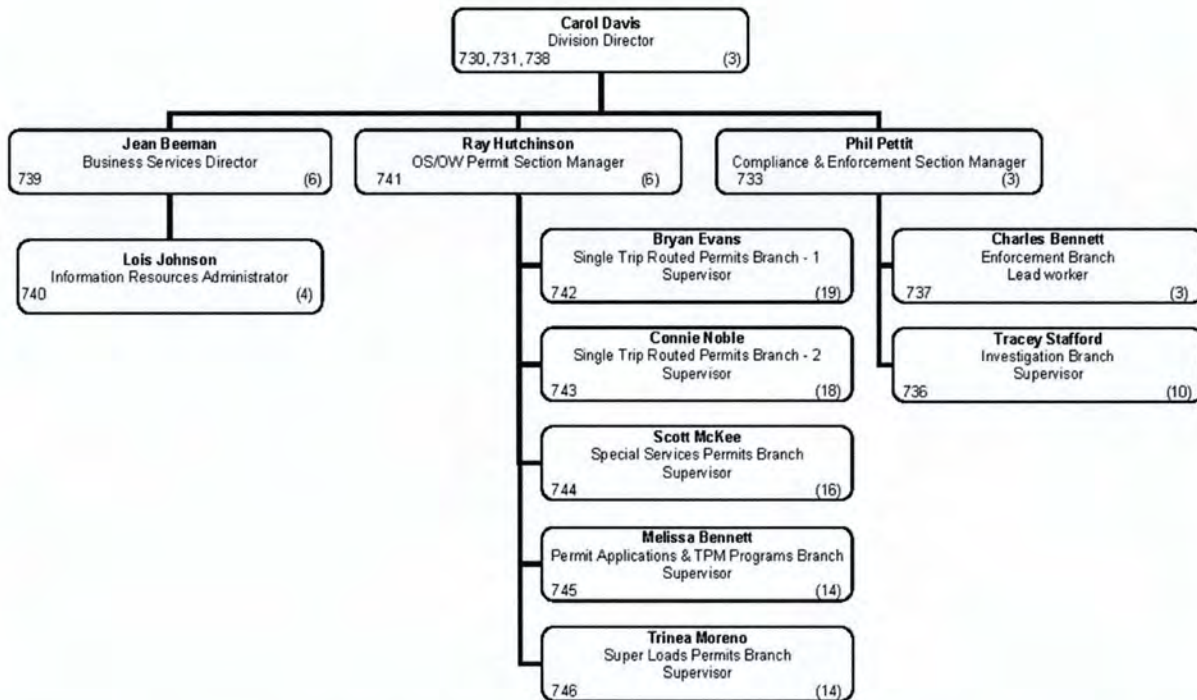 Carol Davis
Division Director
730, 731, 738 (3)
Jean Beeman
Business Services Director
739 (6)
Ray Hutchinson
OS/OW Permit Section Manager
741 (6)
Phil Pettit
Compliance & Enforcement Section Manager
733 (3)
Lois Johnson
Information Resources Administrator
740 (4)
Bryan Evans
Single Trip Routed Permits Branch - 1
Supervisor
742 (19)
Connie Noble
Single Trip Routed Permits Branch - 2
Supervisor
743 (18)
Scott McKee
Special Services Permits Branch
Supervisor
744 (16)
Melissa Bennett
Permit Applications & TPM Programs Branch
Supervisor
745 (14)
Trinea Moreno
Super Loads Permits Branch
Supervisor
746 (14)
Charles Bennett
Enforcement Branch
Lead worker
737 (3)
Tracey Stafford
Investigation Branch
Supervisor
736 (10)